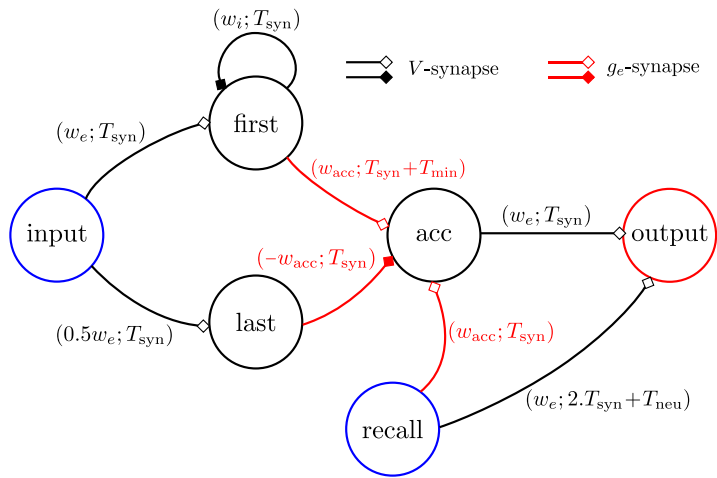 (w_i; T_syn)
V-synapse
g_e-synapse
(w_e; T_syn)
first
(w_acc; T_syn+T_min)
input
acc
(w_e; T_syn)
output
(-w_acc; T_syn)
(0.5w_e; T_syn)
last
(w_acc; T_syn)
(w_e; 2.T_syn+T_neu)
recall